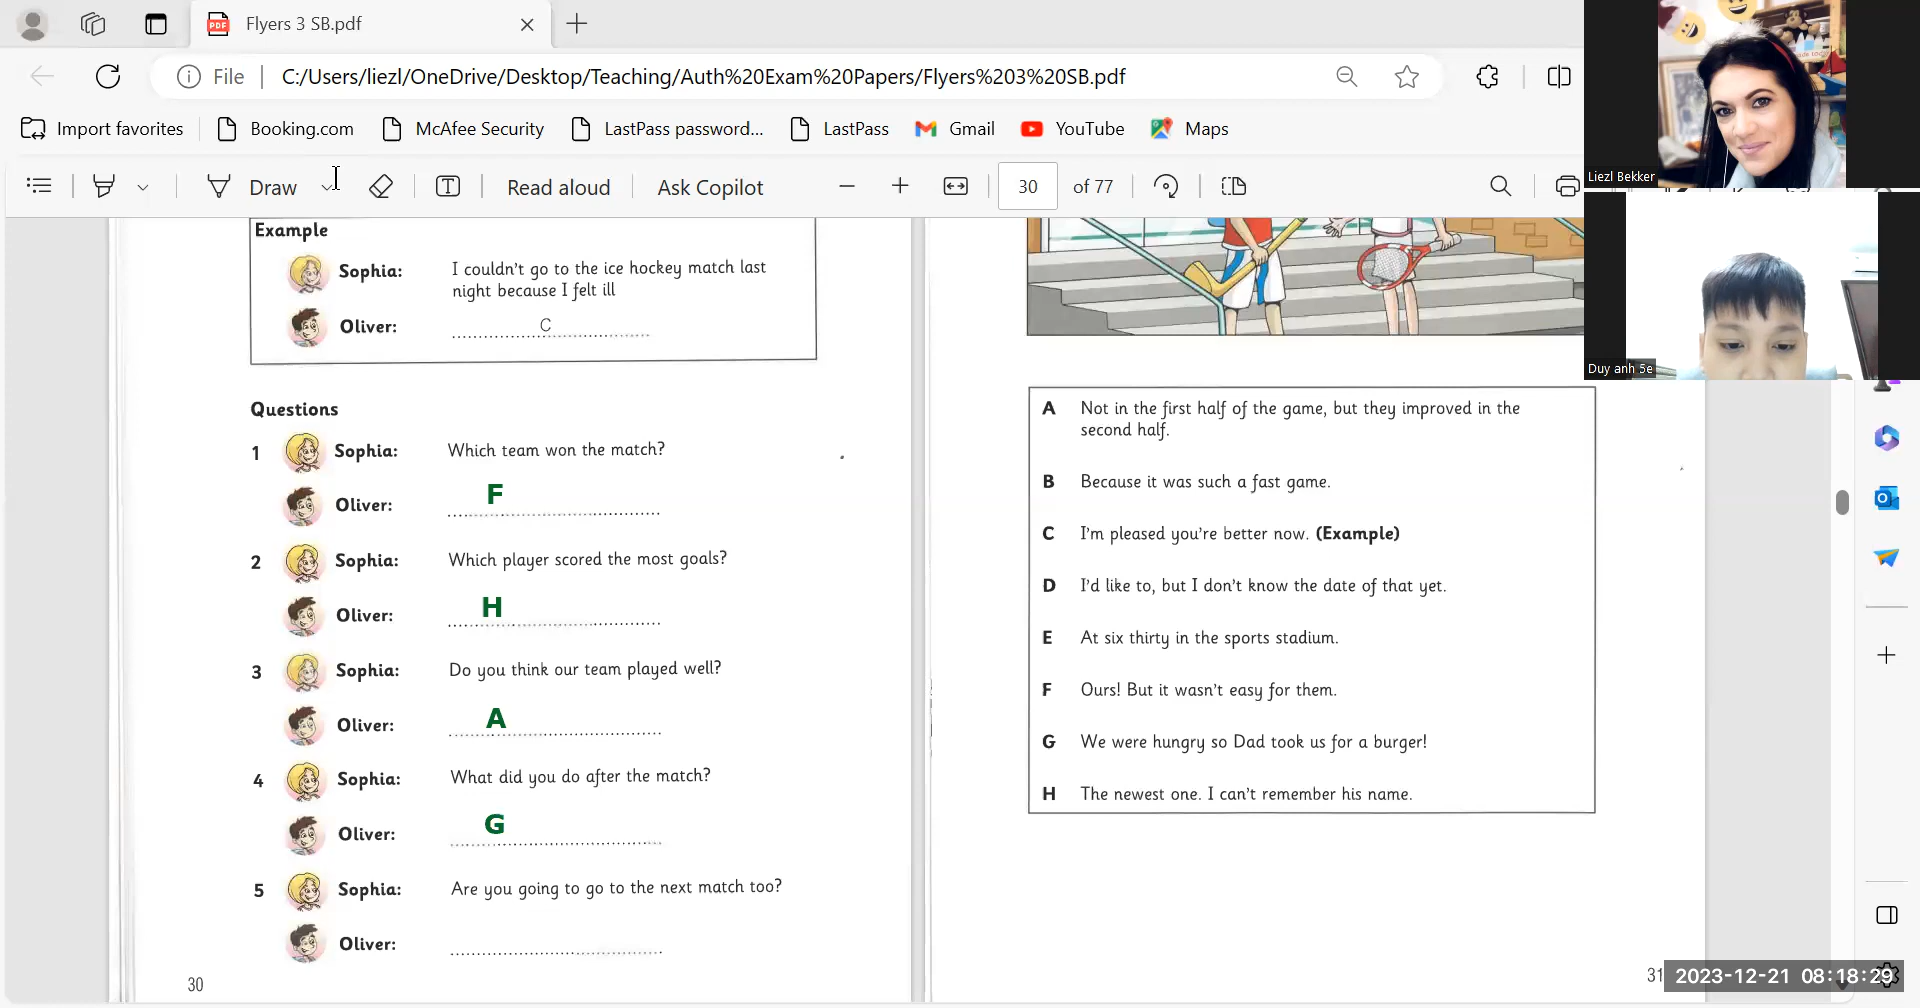 Flyers 3 SB.pdf
File
C:/Users/liezl/OneDrive/Desktop/Teaching/Auth%20Exam%20Papers/Flyers%203%20SB.pdf
Import favorites
Booking.com
McAfee Security
LastPass password...
LastPass
Gmail
YouTube
Maps
Draw
Read aloud
Ask Copilot
30
of 77
Liezl Bekker
Duy anh 5e
Example
Sophia: I couldn't go to the ice hockey match last
night because I felt ill
Oliver: C
Questions
1 Sophia: Which team won the match?
Oliver: F
2 Sophia: Which player scored the most goals?
Oliver: H
3 Sophia: Do you think our team played well?
Oliver: A
4 Sophia: What did you do after the match?
Oliver: G
5 Sophia: Are you going to go to the next match too?
Oliver:
30
A Not in the first half of the game, but they improved in the
second half.
B Because it was such a fast game.
C I'm pleased you're better now. (Example)
D I'd like to, but I don't know the date of that yet.
E At six thirty in the sports stadium.
F Ours! But it wasn't easy for them.
G We were hungry so Dad took us for a burger!
H The newest one. I can't remember his name.
31
2023-12-21 08:18:29